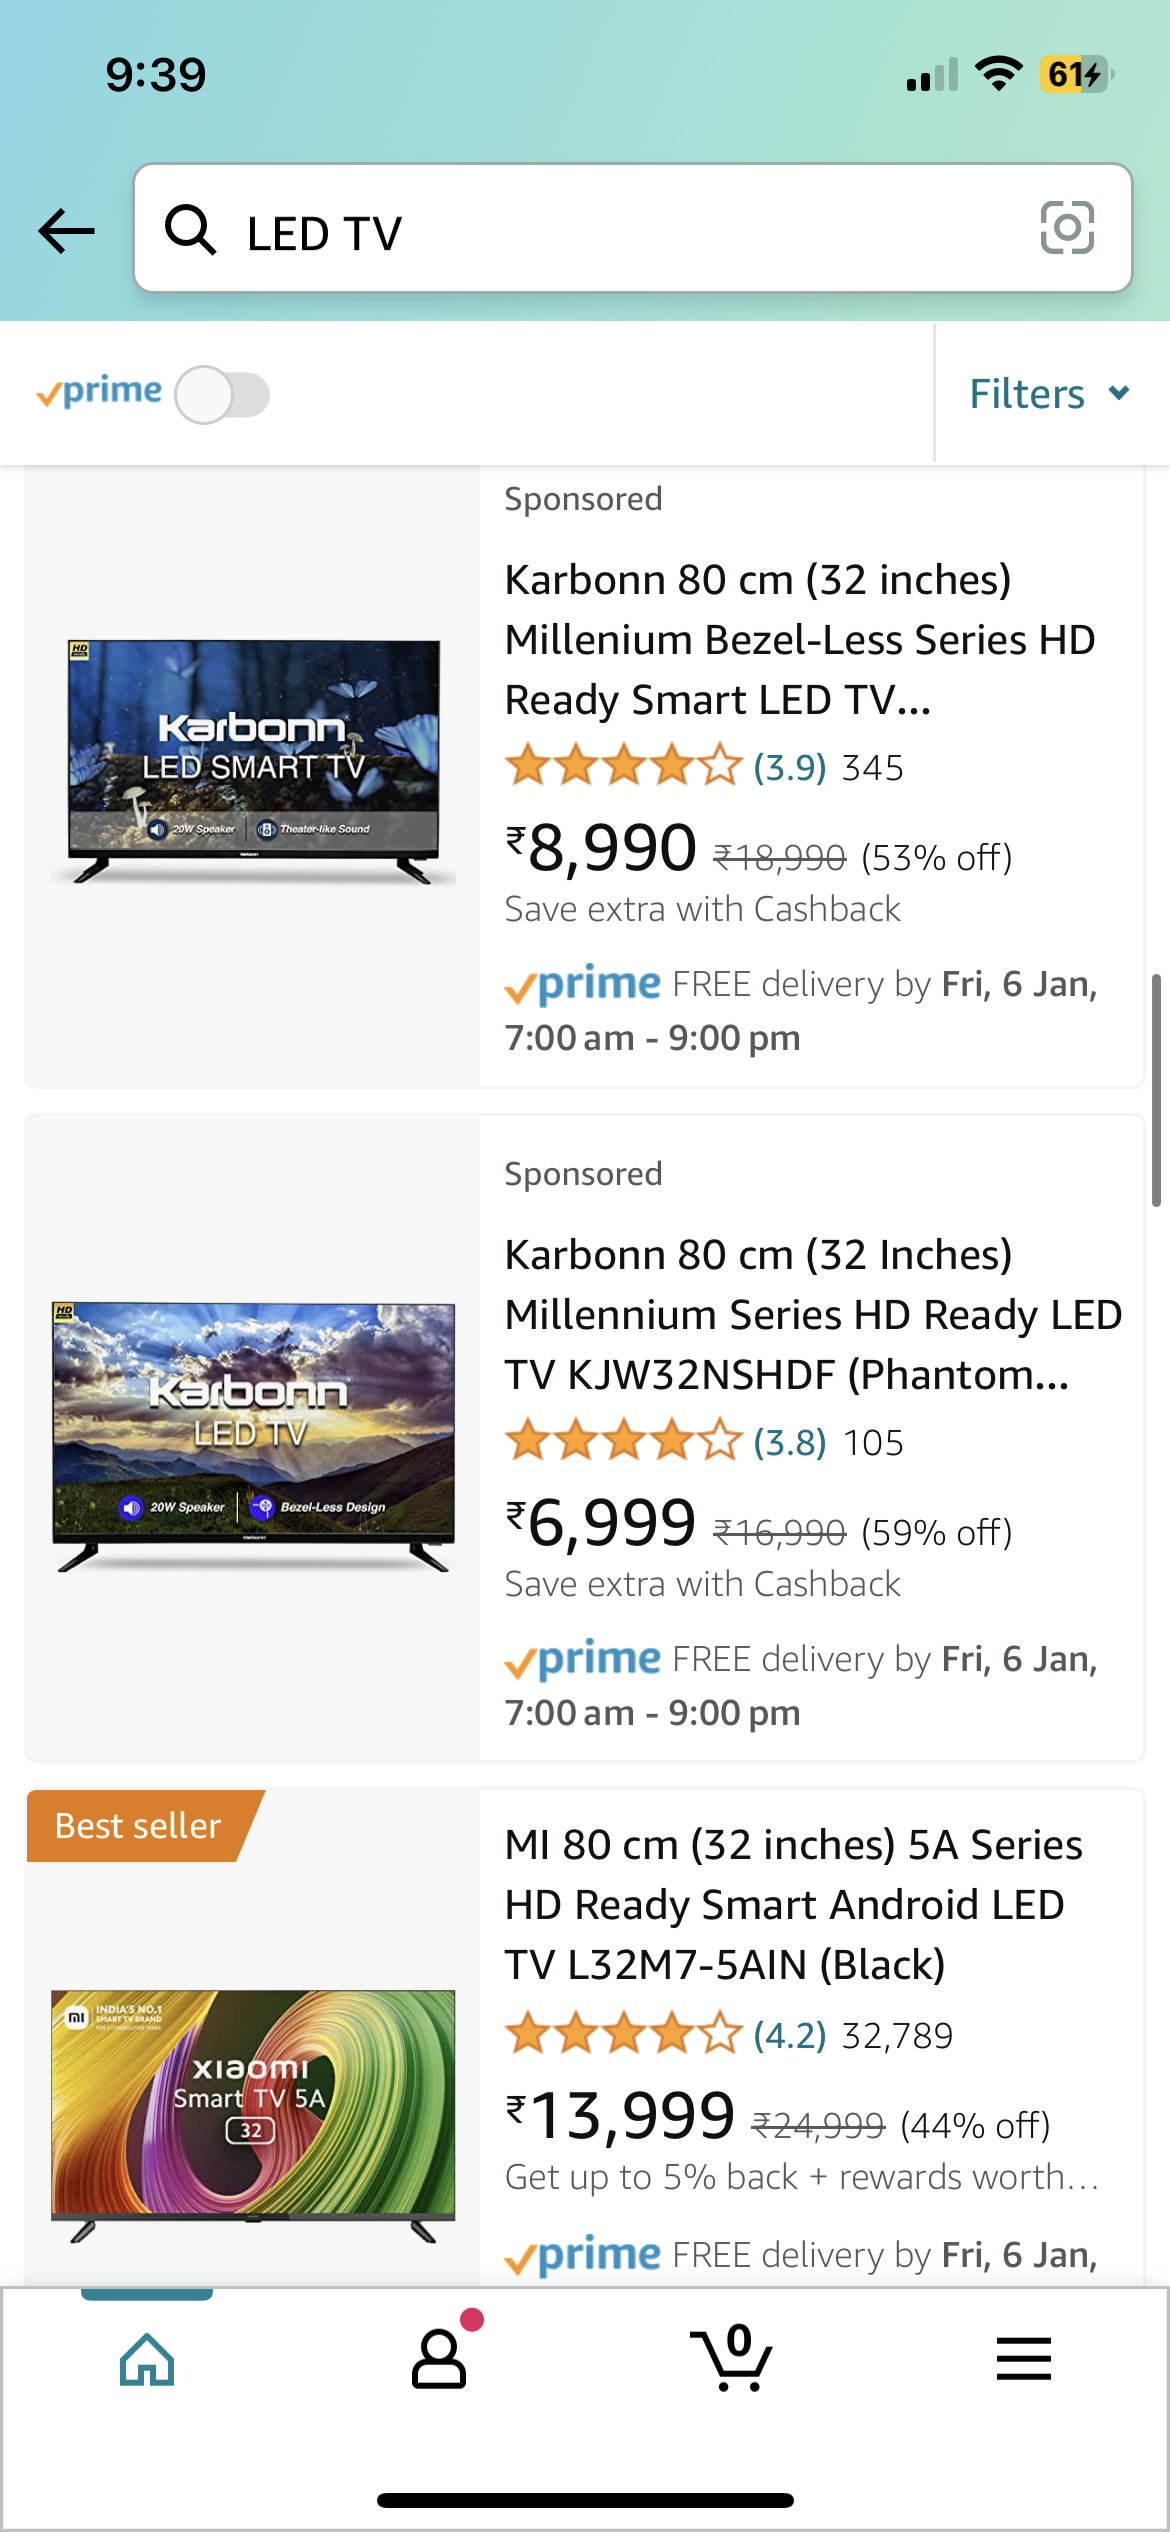 9:39
61
LED TV
prime
Filters
Sponsored
Karbonn 80 cm (32 inches)
Millenium Bezel-Less Series HD
Ready Smart LED TV...
(3.9) 345
₹8,990 ₹18,990 (53% off)
Save extra with Cashback
prime FREE delivery by Fri, 6 Jan,
7:00 am - 9:00 pm
HD
Karbonn
LED SMART TV
20W Speaker
Theater-like Sound
Sponsored
Karbonn 80 cm (32 Inches)
Millennium Series HD Ready LED
TV KJW32NSHDF (Phantom...
(3.8) 105
₹6,999 ₹16,990 (59% off)
Save extra with Cashback
prime FREE delivery by Fri, 6 Jan,
7:00 am - 9:00 pm
HD
Karbonn
LED TV
20W Speaker
Bezel-Less Design
Best seller
MI 80 cm (32 inches) 5A Series
HD Ready Smart Android LED
TV L32M7-5AIN (Black)
(4.2) 32,789
₹13,999 ₹24,999 (44% off)
Get up to 5% back + rewards worth...
prime FREE delivery by Fri, 6 Jan,
mi
INDIA'S NO.1
SMART TV BRAND
xiaomi
Smart TV 5A
32
0